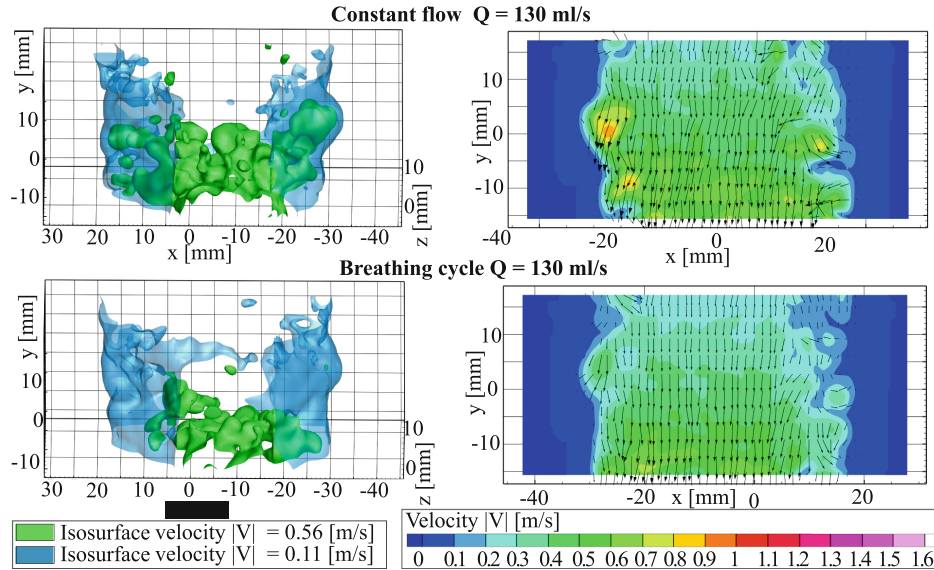 Constant flow Q = 130 ml/s
y [mm]
10
0
-10
10
0
z [mm]
30 20 10 0 -10 -20 -30 -40
x [mm]
y [mm]
10
0
-10
-40 -20 0 20
x [mm]
Breathing cycle Q = 130 ml/s
y [mm]
10
0
-10
10
0
z [mm]
30 20 10 0 -10 -20 -30 -40
y [mm]
10
0
-10
-40 -20 0 20
x [mm]
Isosurface velocity |V| = 0.56 [m/s]
Isosurface velocity |V| = 0.11 [m/s]
Velocity |V| [m/s]
0 0.1 0.2 0.3 0.4 0.5 0.6 0.7 0.8 0.9 1 1.1 1.2 1.3 1.4 1.5 1.6